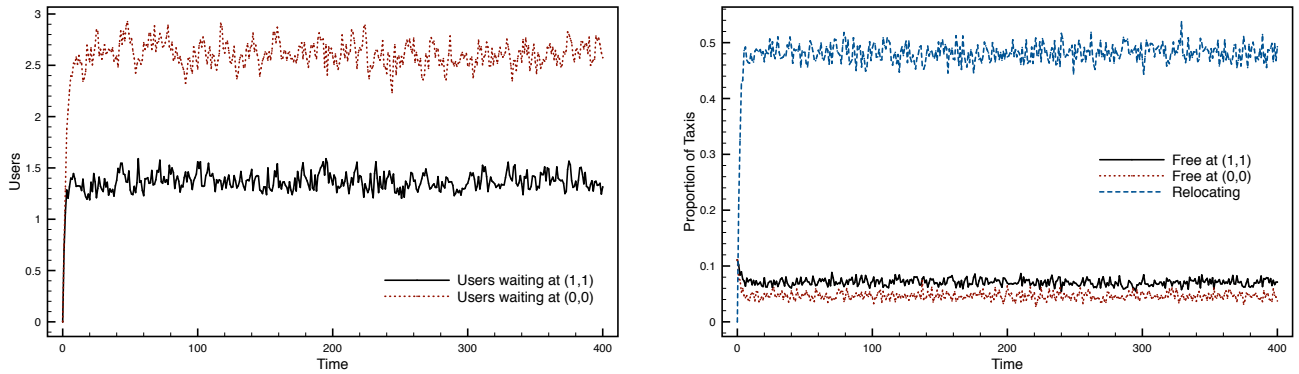 3
2.5
2
1.5
1
0.5
0
Users
0
100
200
300
400
Time
Users waiting at (1,1)
Users waiting at (0,0)
0.5
0.4
0.3
0.2
0.1
0
Proportion of Taxis
0
100
200
300
400
Time
Free at (1,1)
Free at (0,0)
Relocating